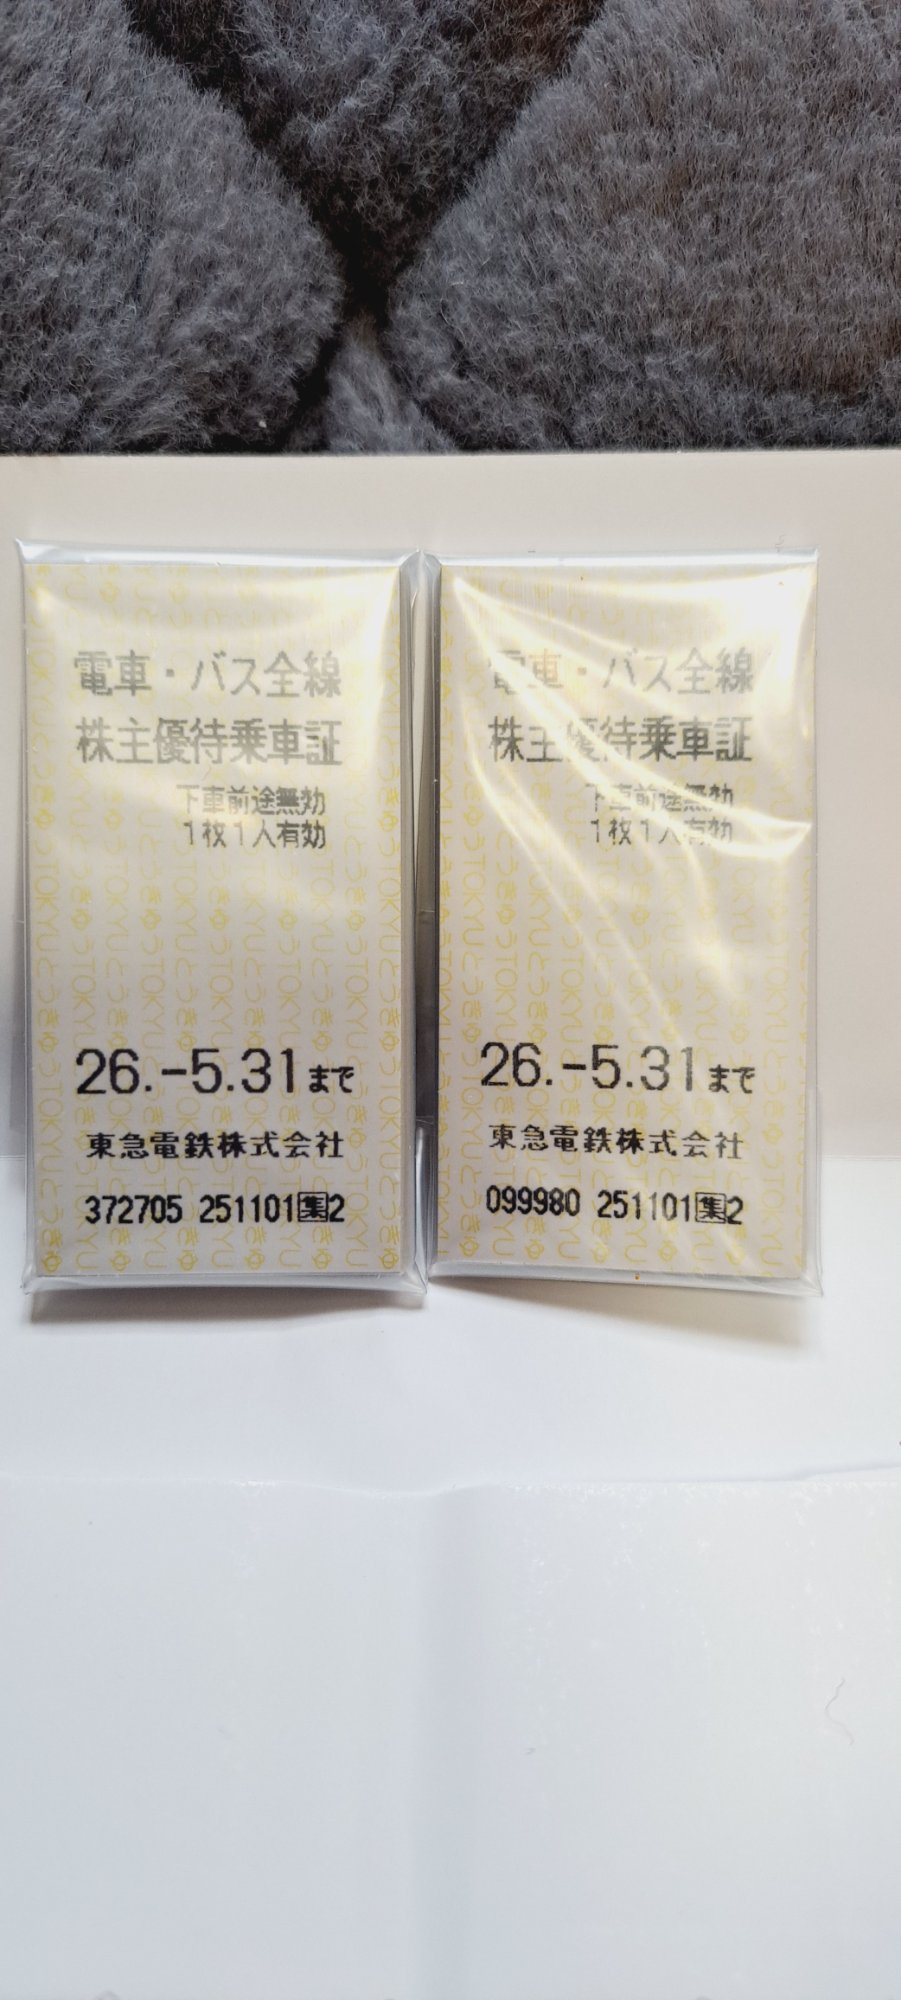 電車・バス全線
株主優待乗車証
下車前途無効
1枚1人有効
26.-5.31まで
東急電鉄株式会社
372705 251101集2
電車・バス全線
株主優待乗車証
下車前途無効
1枚1人有効
26.-5.31まで
東急電鉄株式会社
099980 251101集2